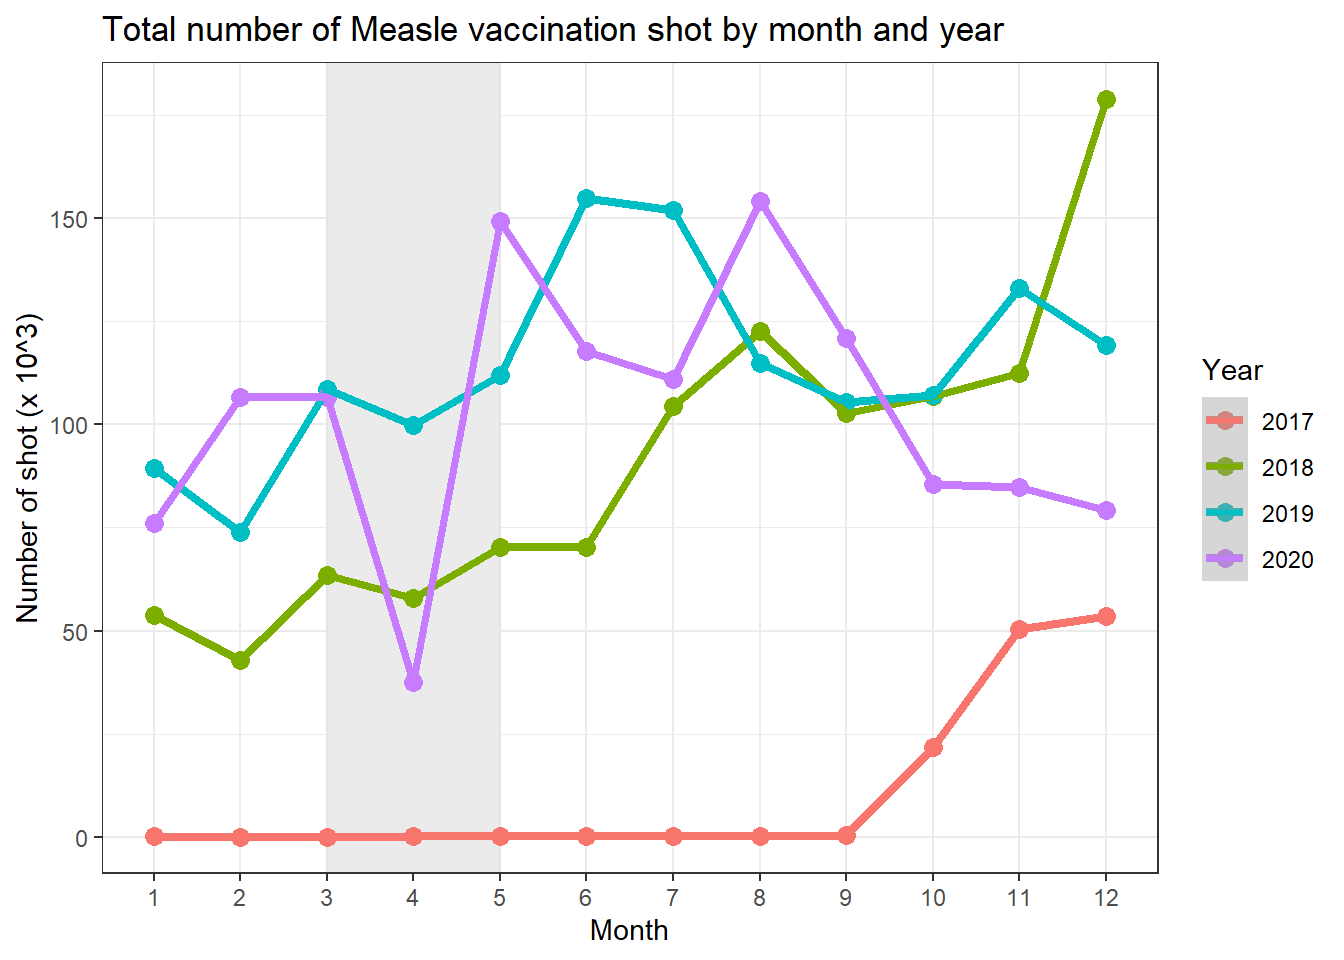 Total number of Measle vaccination shot by month and year
Number of shot (x 10^3)
150
100
50
0
1 2 3 4 5 6 7 8 9 10 11 12
Month
Year
2017
2018
2019
2020